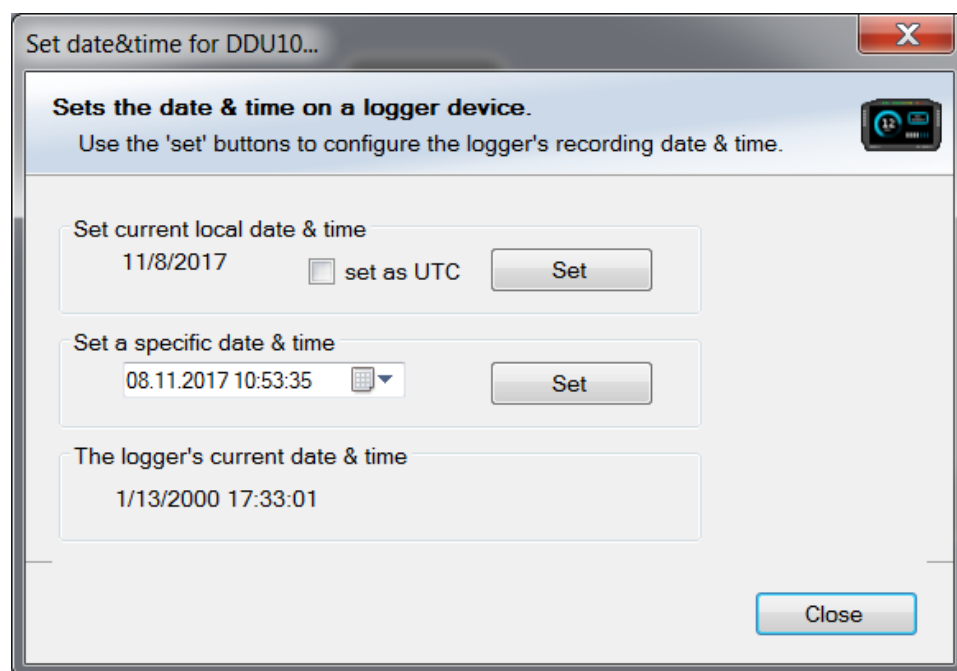 Set date&time for DDU10...
Sets the date & time on a logger device.
Use the 'set' buttons to configure the logger's recording date & time.
12
Set current local date & time
11/8/2017
set as UTC
Set
Set a specific date & time
08.11.2017 10:53:35
Set
The logger's current date & time
1/13/2000 17:33:01
Close